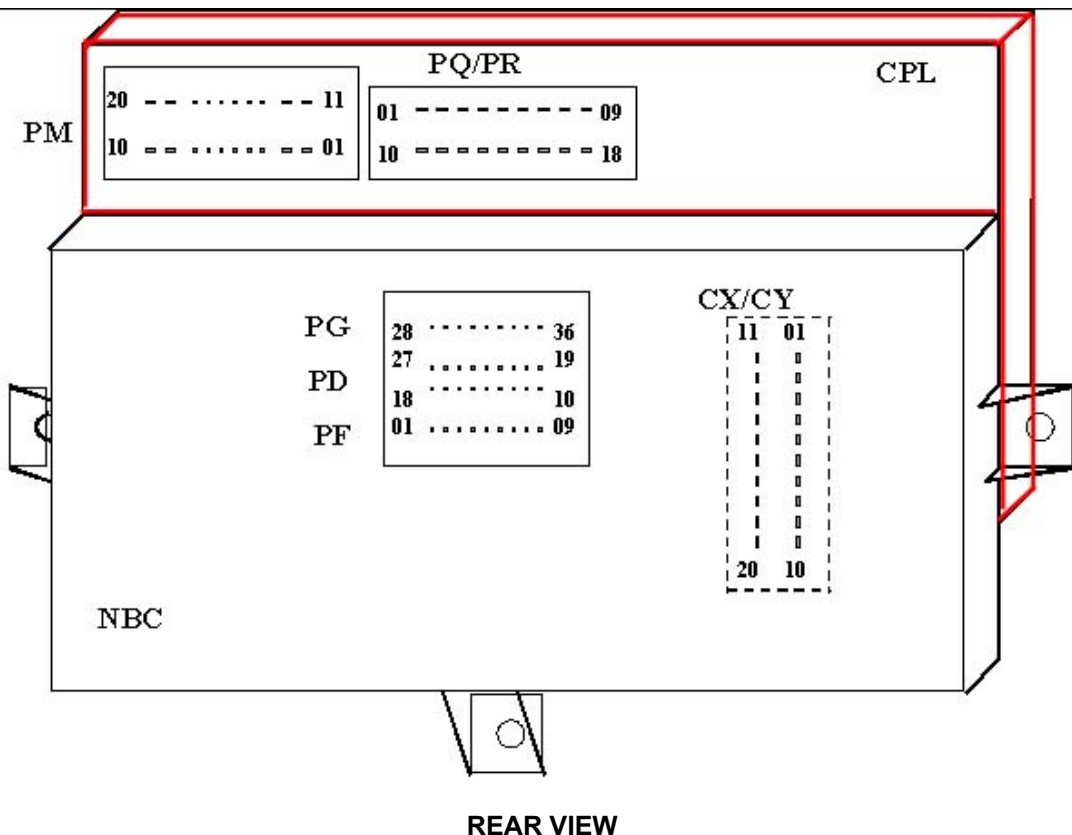 PQ/PR
CPL
20 11
01 09
PM
10 01
10 18
CX/CY
PG
28 36
11 01
27 19
PD
18 10
PF
01 09
20 10
NBC
REAR VIEW